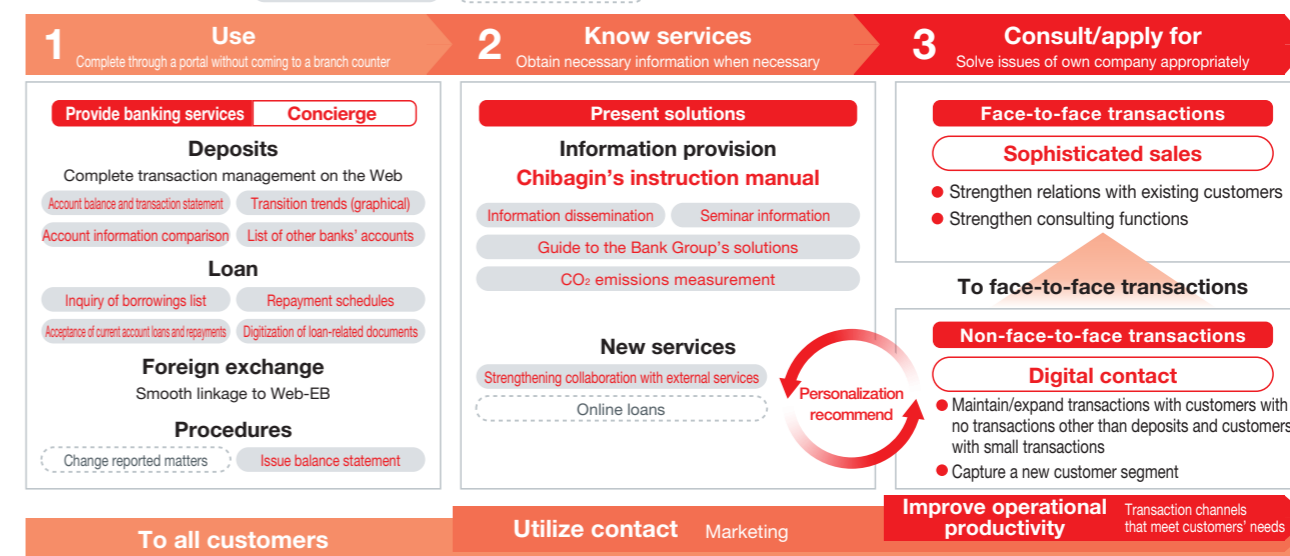 1
Use
Complete through a portal without coming to a branch counter
Provide banking services
Concierge
Deposits
Complete transaction management on the Web
Account balance and transaction statement
Transition trends (graphical)
Account information comparison
List of other banks' accounts
Loan
Inquiry of borrowings list
Repayment schedules
Acceptance of current account loans and repayments
Digitization of loan-related documents
Foreign exchange
Smooth linkage to Web-EB
Procedures
Change reported matters
Issue balance statement
To all customers
2
Know services
Obtain necessary information when necessary
Present solutions
Information provision
Chibagin's instruction manual
Information dissemination
Seminar information
Guide to the Bank Group's solutions
CO₂ emissions measurement
New services
Strengthening collaboration with external services
Online loans
Personalization
recommend
Utilize contact
Marketing
3
Consult/apply for
Solve issues of own company appropriately
Face-to-face transactions
Sophisticated sales
● Strengthen relations with existing customers
● Strengthen consulting functions
To face-to-face transactions
Non-face-to-face transactions
Digital contact
● Maintain/expand transactions with customers with
no transactions other than deposits and customers
with small transactions
● Capture a new customer segment
Improve operational
productivity
Transaction channels
that meet customers' needs